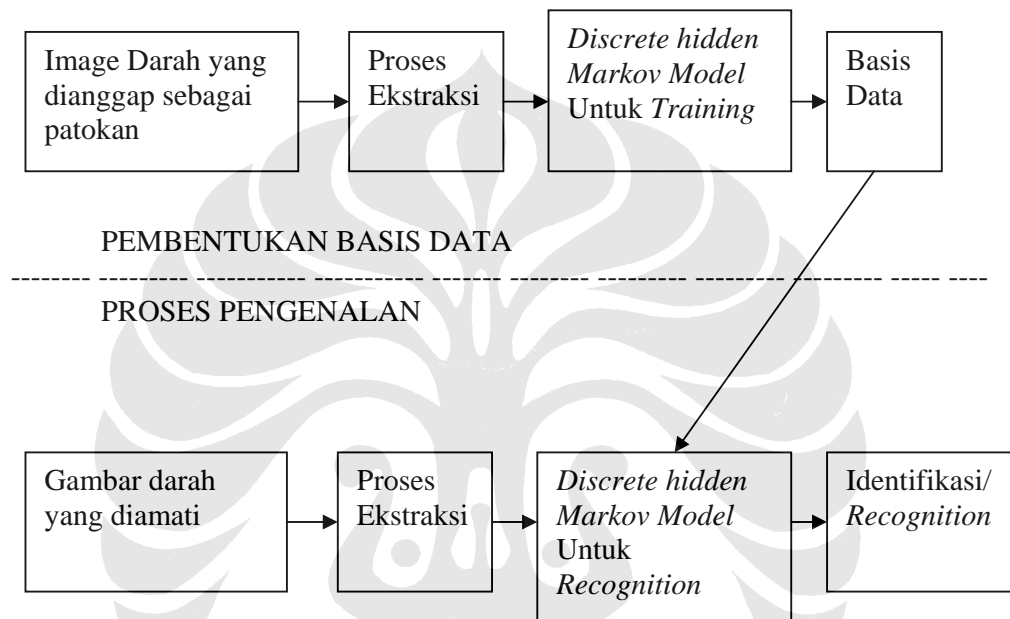 Image Darah yang
dianggap sebagai
patokan
Proses
Ekstraksi
Discrete hidden
Markov Model
Untuk Training
Basis
Data
PEMBENTUKAN BASIS DATA
PROSES PENGENALAN
Gambar darah
yang diamati
Proses
Ekstraksi
Discrete hidden
Markov Model
Untuk
Recognition
Identifikasi/
Recognition